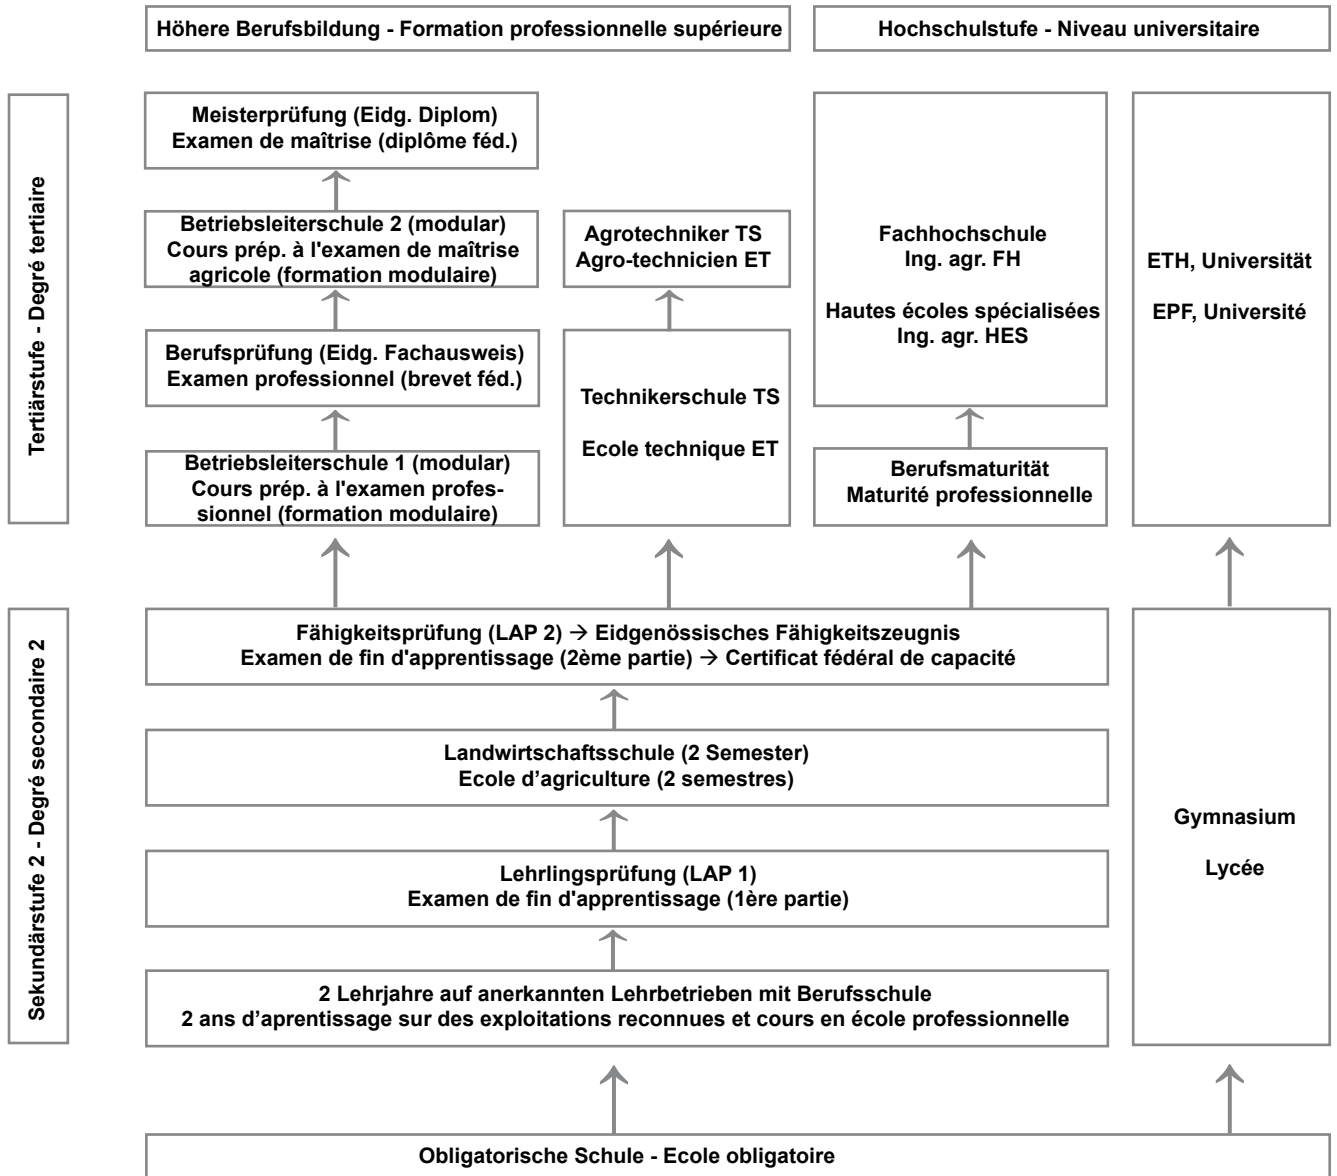 Höhere Berufsbildung - Formation professionnelle supérieure
Hochschulstufe - Niveau universitaire
Tertiärstufe - Degré tertiaire
Meisterprüfung (Eidg. Diplom)
Examen de maîtrise (diplôme féd.)
Betriebsleiterschule 2 (modular)
Cours prép. à l'examen de maîtrise
agricole (formation modulaire)
Berufsprüfung (Eidg. Fachausweis)
Examen professionnel (brevet féd.)
Betriebsleiterschule 1 (modular)
Cours prép. à l'examen profes-
sionnel (formation modulaire)
Agrotechniker TS
Agro-technicien ET
Technikerschule TS
Ecole technique ET
Fachhochschule
Ing. agr. FH
Hautes écoles spécialisées
Ing. agr. HES
Berufsmaturität
Maturité professionnelle
ETH, Universität
EPF, Université
Sekundärstufe 2 - Degré secondaire 2
Fähigkeitsprüfung (LAP 2) → Eidgenössisches Fähigkeitszeugnis
Examen de fin d'apprentissage (2ème partie) → Certificat fédéral de capacité
Landwirtschaftsschule (2 Semester)
Ecole d’agriculture (2 semestres)
Lehrlingsprüfung (LAP 1)
Examen de fin d'apprentissage (1ère partie)
2 Lehrjahre auf anerkannten Lehrbetrieben mit Berufsschule
2 ans d’aprentissage sur des exploitations reconnues et cours en école professionnelle
Gymnasium
Lycée
Obligatorische Schule - Ecole obligatoire